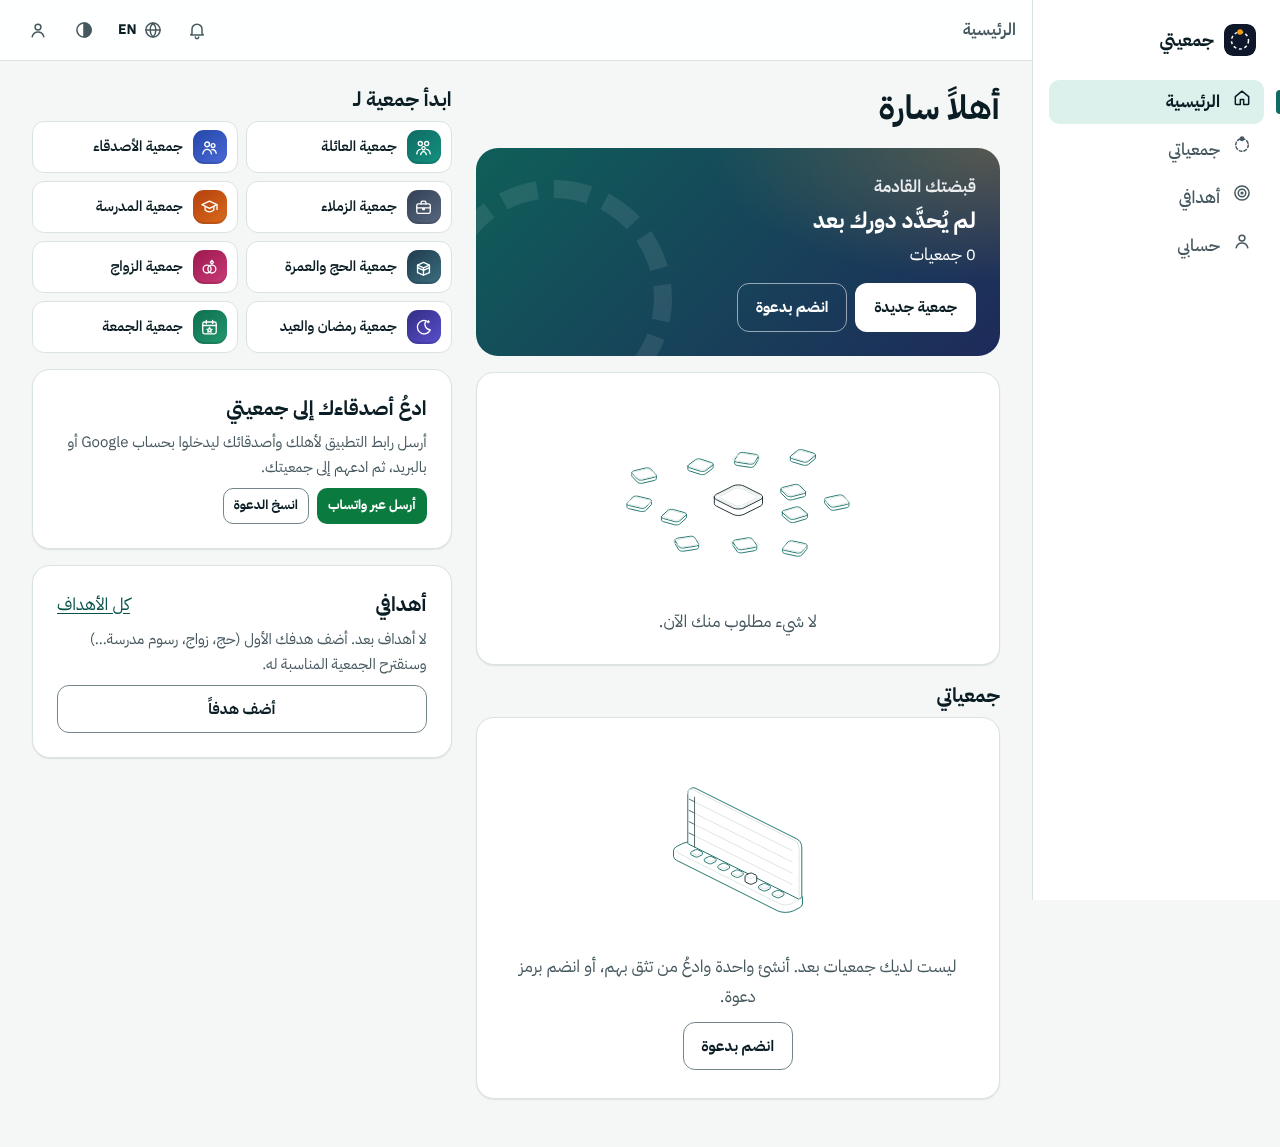 جمعيتي
الرئيسية
جمعياتي
أهدافي
حسابي
الرئيسية
EN
أهلاً سارة
قبضتك القادمة
لم يُحدَّد دورك بعد
0 جمعيات
جمعية جديدة
انضم بدعوة
لا شيء مطلوب منك الآن.
جمعياتي
ليست لديك جمعيات بعد. أنشئ واحدة وادعُ من تثق بهم، أو انضم برمز
دعوة.
انضم بدعوة
ابدأ جمعية لـ
جمعية العائلة
جمعية الأصدقاء
جمعية الزملاء
جمعية المدرسة
جمعية الحج والعمرة
جمعية الزواج
جمعية رمضان والعيد
جمعية الجمعة
ادعُ أصدقاءك إلى جمعيتي
أرسل رابط التطبيق لأهلك وأصدقائك ليدخلوا بحساب Google أو
بالبريد، ثم ادعهم إلى جمعيتك.
أرسل عبر واتساب
انسخ الدعوة
أهدافي
كل الأهداف
لا أهداف بعد. أضف هدفك الأول (حج، زواج، رسوم مدرسة...)
وسنقترح الجمعية المناسبة له.
أضف هدفاً